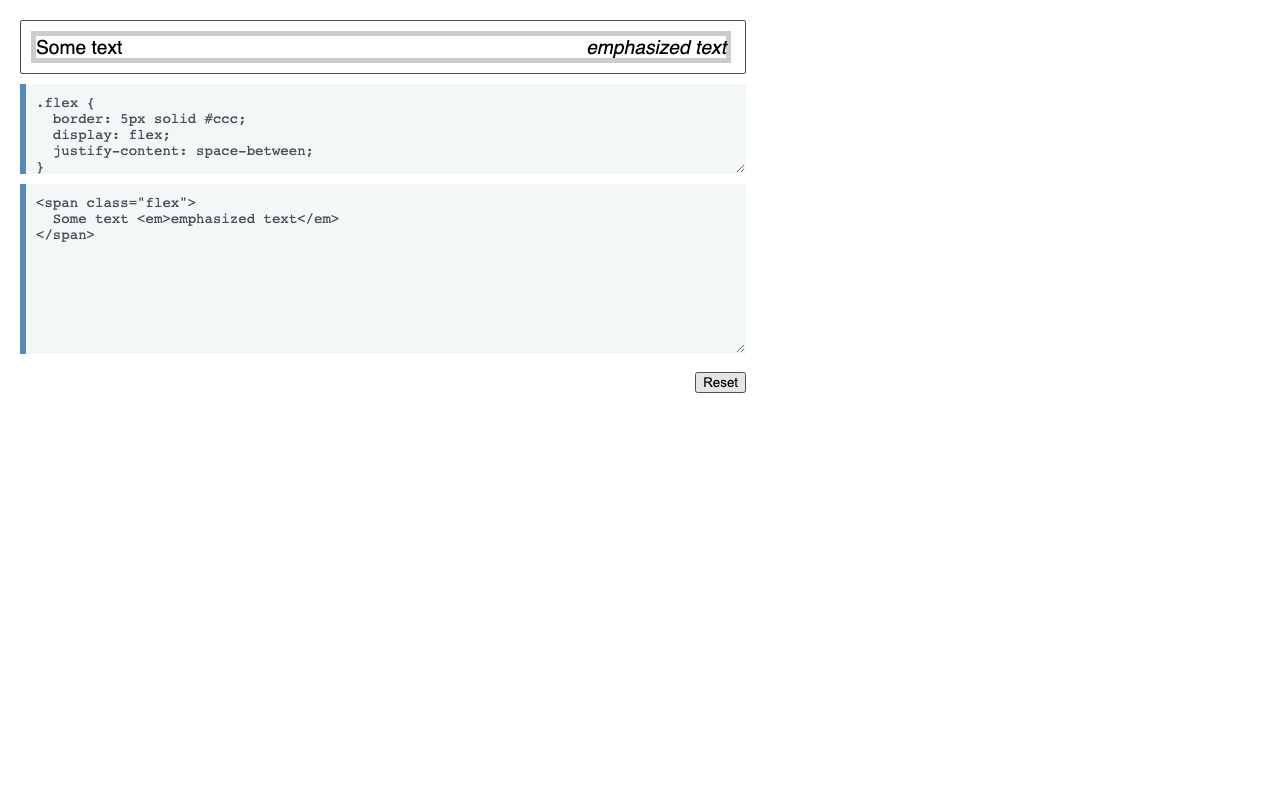 Some text emphasized text
.flex {
  border: 5px solid #ccc;
  display: flex;
  justify-content: space-between;
}
<span class="flex">
  Some text <em>emphasized text</em>
</span>
Reset